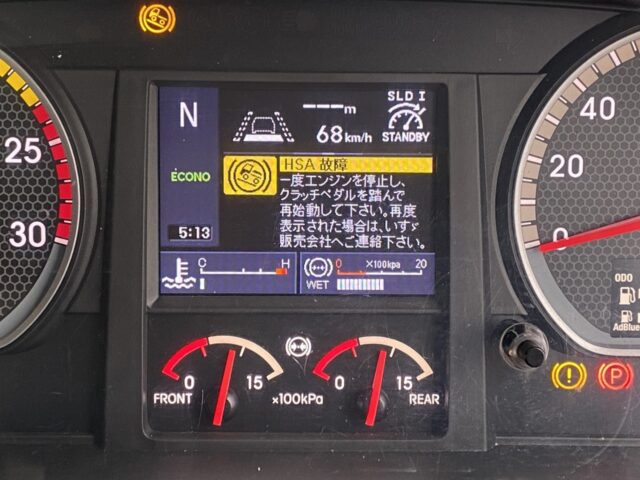 SLD I
N
---m
68km/h
STANDBY
ECONO
HSA 故障
一度エンジンを停止し、
クラッチペダルを踏んで
再始動して下さい。再度
表示された場合は、いすゞ
販売会社へご連絡下さい。
5:13
C H
0 ×100kpa 20
WET
25
30
40
20
0
ODO
AdBlue
P
0 15
FRONT
×100kPa
0 15
REAR